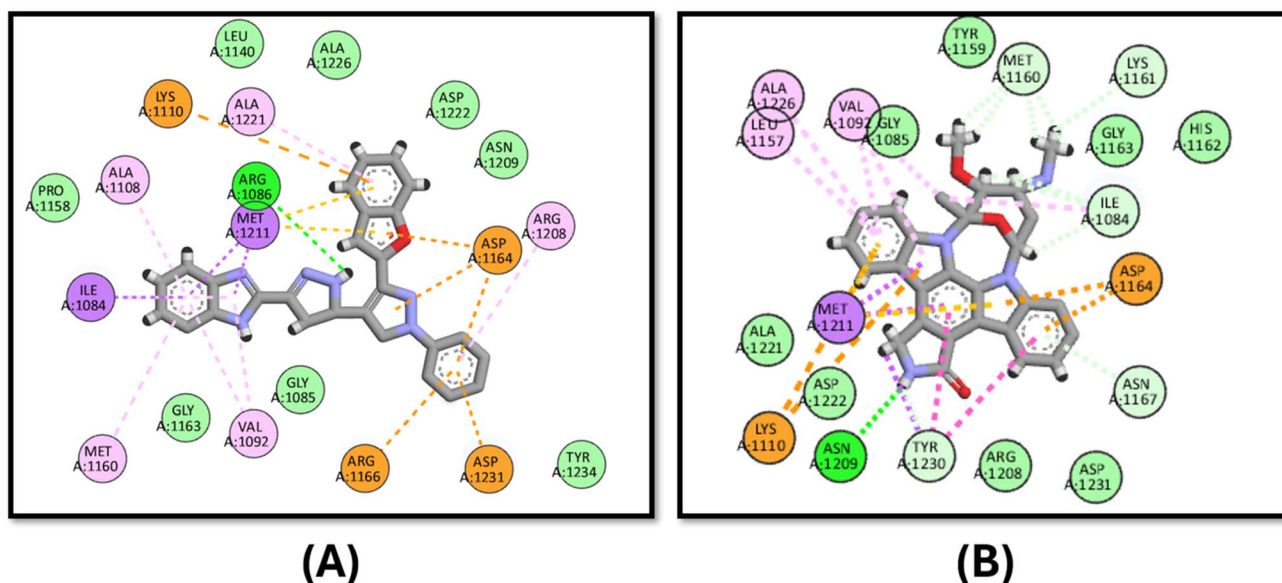 LEU
A:1140
ALA
A:1226
LYS
A:1110
ALA
A:1221
ASP
A:1222
ASN
A:1209
ALA
A:1108
ARG
A:1086
PRO
A:1158
MET
A:1211
ARG
A:1208
ASP
A:1164
ILE
A:1084
GLY
A:1085
GLY
A:1163
VAL
A:1092
MET
A:1160
ARG
A:1166
ASP
A:1231
TYR
A:1234
(A)
TYR
A:1159
MET
A:1160
LYS
A:1161
ALA
A:1226
VAL
A:1092
LEU
A:1157
GLY
A:1085
GLY
A:1163
HIS
A:1162
ILE
A:1084
ASP
A:1164
MET
A:1211
ALA
A:1221
ASP
A:1222
ASN
A:1167
LYS
A:1110
ASN
A:1209
TYR
A:1230
ARG
A:1208
ASP
A:1231
(B)